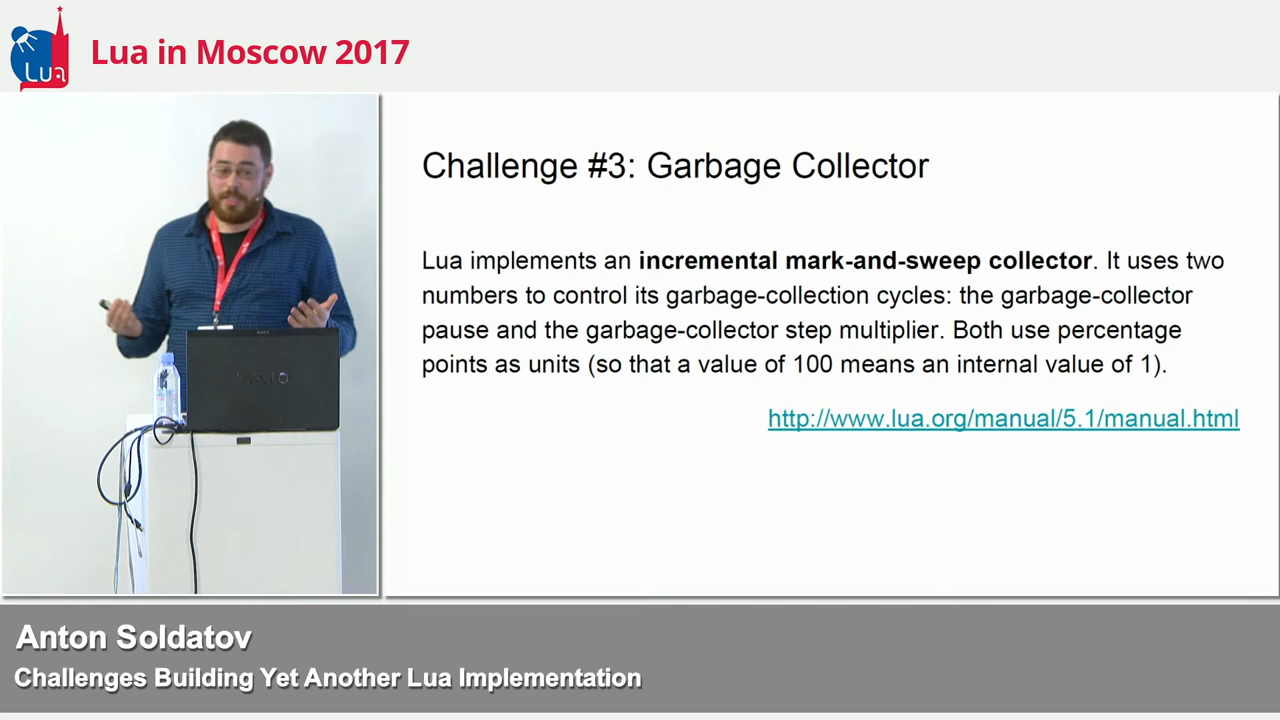 Lua
Lua in Moscow 2017
Challenge #3: Garbage Collector
Lua implements an incremental mark-and-sweep collector. It uses two
numbers to control its garbage-collection cycles: the garbage-collector
pause and the garbage-collector step multiplier. Both use percentage
points as units (so that a value of 100 means an internal value of 1).
http://www.lua.org/manual/5.1/manual.html
SONY
VAIO
Anton Soldatov
Challenges Building Yet Another Lua Implementation